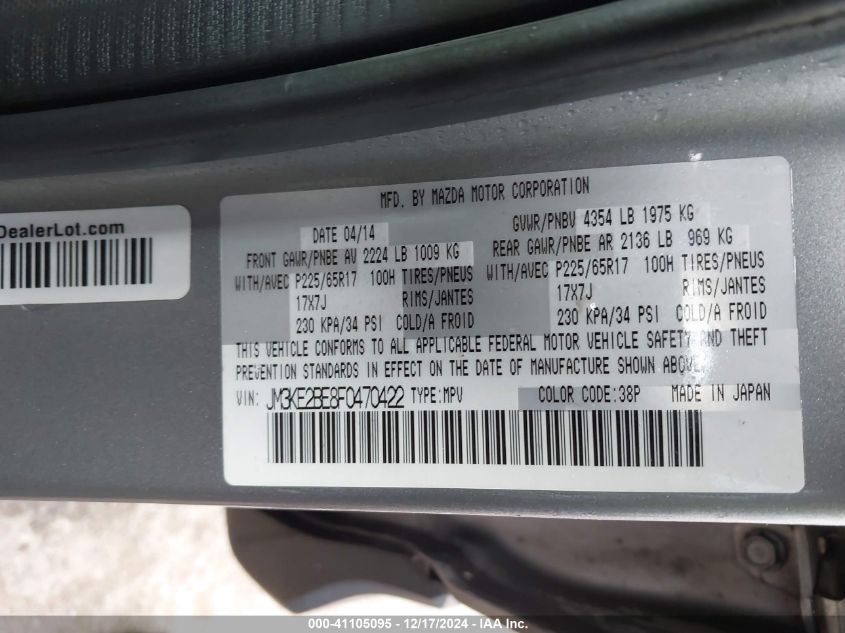 DealerLot.com
MFD. BY MAZDA MOTOR CORPORATION
DATE 04/14
GVWR/PNBV 4354 LB 1975 KG
FRONT GAWR/PNBE AV 2224 LB 1009 KG
REAR GAWR/PNBE AR 2136 LB 969 KG
WITH/AVEC P225/65R17 100H TIRES/PNEUS
WITH/AVEC P225/65R17 100H TIRES/PNEUS
17X7J RIMS/JANTES
17X7J RIMS/JANTES
230 KPA/34 PSI COLD/A FROID
230 KPA/34 PSI COLD/A FROID
THIS VEHICLE CONFORMS TO ALL APPLICABLE FEDERAL MOTOR VEHICLE SAFETY AND THEFT
PREVENTION STANDARDS IN EFFECT ON THE DATE OF MANUFACTURE SHOWN ABOVE.
VIN: JM3KE2BE8F0470422 TYPE:MPV COLOR CODE:38P MADE IN JAPAN
000-41105095 - 12/17/2024 - IAA Inc.